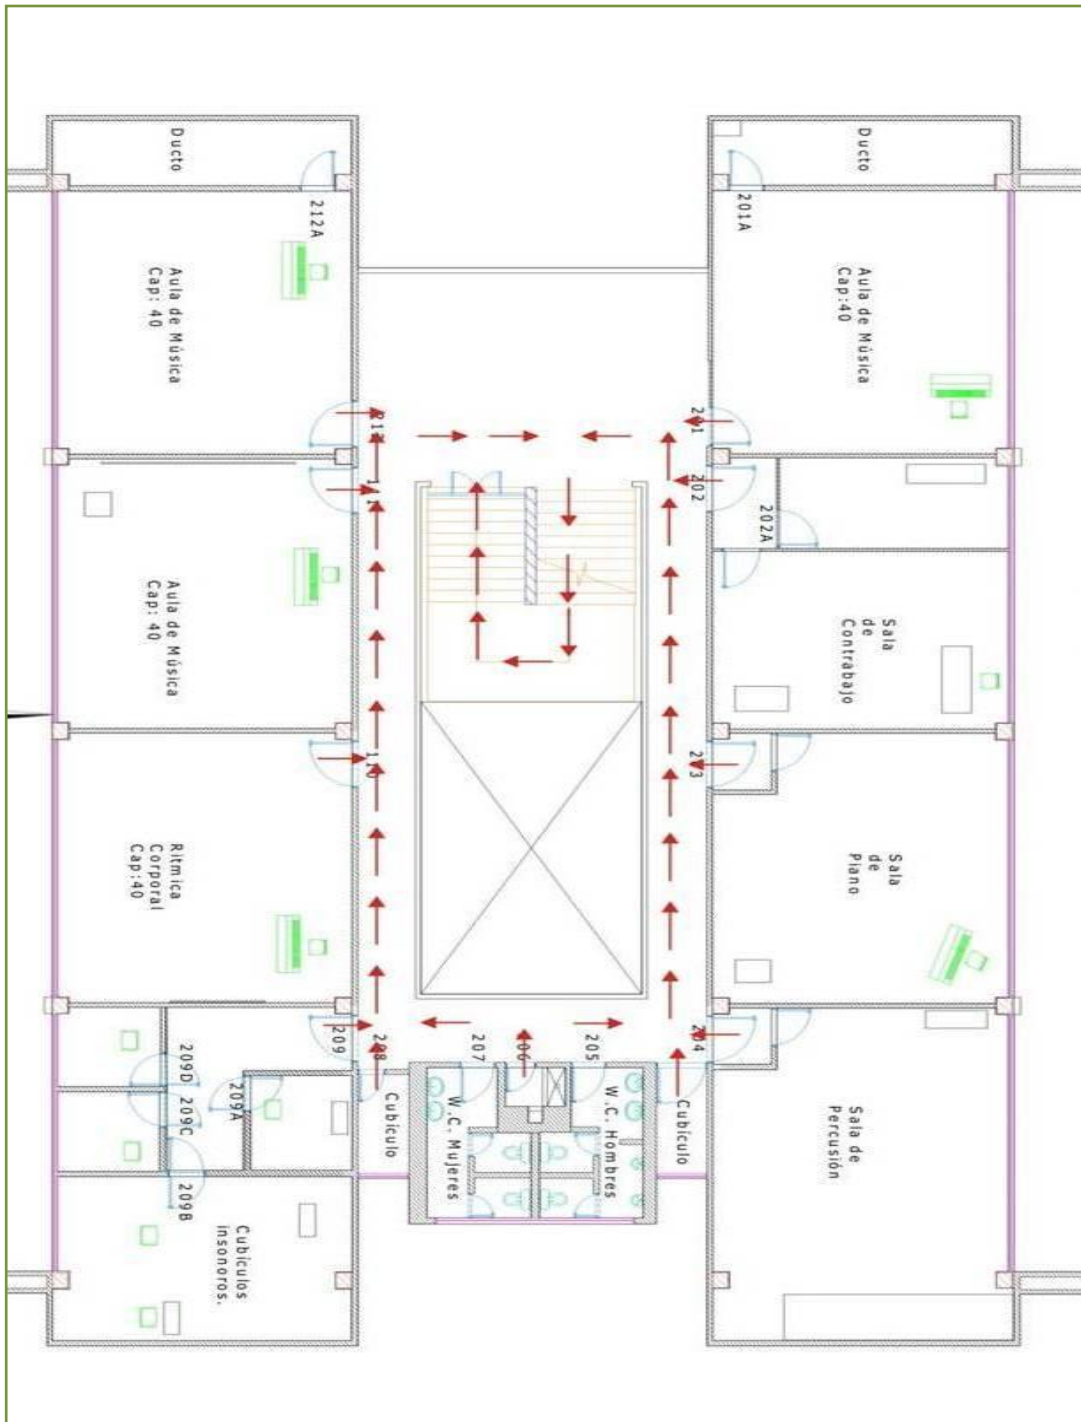 Ducto
212A
Aula de Música
Cap: 40
Aula de Música
Cap: 40
Rítmica
Corporal
Cap:40
209
208
209D
209A
209C
209B
Cubículos
insonoros.
Cubículo
207
W.C. Mujeres
205
W.C. Hombres
Cubículo
Ducto
201A
Aula de Música
Cap:40
202
202A
Sala
de
Contrabajo
Sala
de
Piano
204
Sala de
Percusión